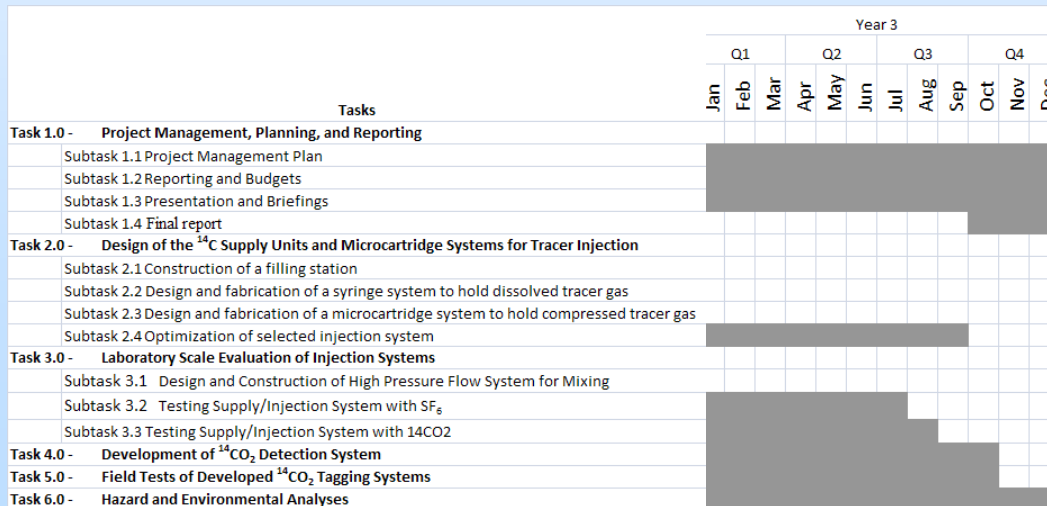 Year 3
Q1 Q2 Q3 Q4
Jan Feb Mar Apr May Jun Jul Aug Sep Oct Nov Dec
Tasks
Task 1.0 - Project Management, Planning, and Reporting
Subtask 1.1 Project Management Plan
Subtask 1.2 Reporting and Budgets
Subtask 1.3 Presentation and Briefings
Subtask 1.4 Final report
Task 2.0 - Design of the ¹⁴C Supply Units and Microcartridge Systems for Tracer Injection
Subtask 2.1 Construction of a filling station
Subtask 2.2 Design and fabrication of a syringe system to hold dissolved tracer gas
Subtask 2.3 Design and fabrication of a microcartridge system to hold compressed tracer gas
Subtask 2.4 Optimization of selected injection system
Task 3.0 - Laboratory Scale Evaluation of Injection Systems
Subtask 3.1 Design and Construction of High Pressure Flow System for Mixing
Subtask 3.2 Testing Supply/Injection System with SF₆
Subtask 3.3 Testing Supply/Injection System with 14CO2
Task 4.0 - Development of ¹⁴CO₂ Detection System
Task 5.0 - Field Tests of Developed ¹⁴CO₂ Tagging Systems
Task 6.0 - Hazard and Environmental Analyses